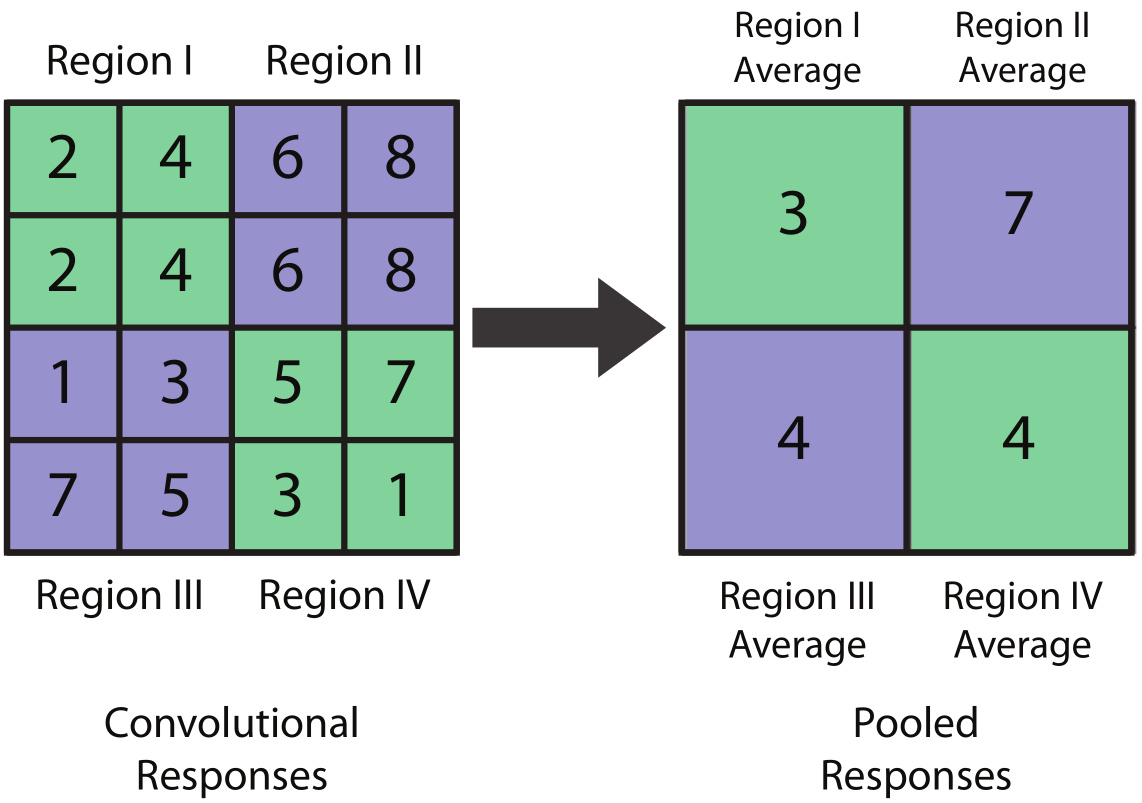 Region I Region II
Region I Average
Region II Average
2 4 6 8
2 4 6 8
1 3 5 7
7 5 3 1
3 7
4 4
Region III Region IV
Region III Average
Region IV Average
Convolutional
Responses
Pooled
Responses